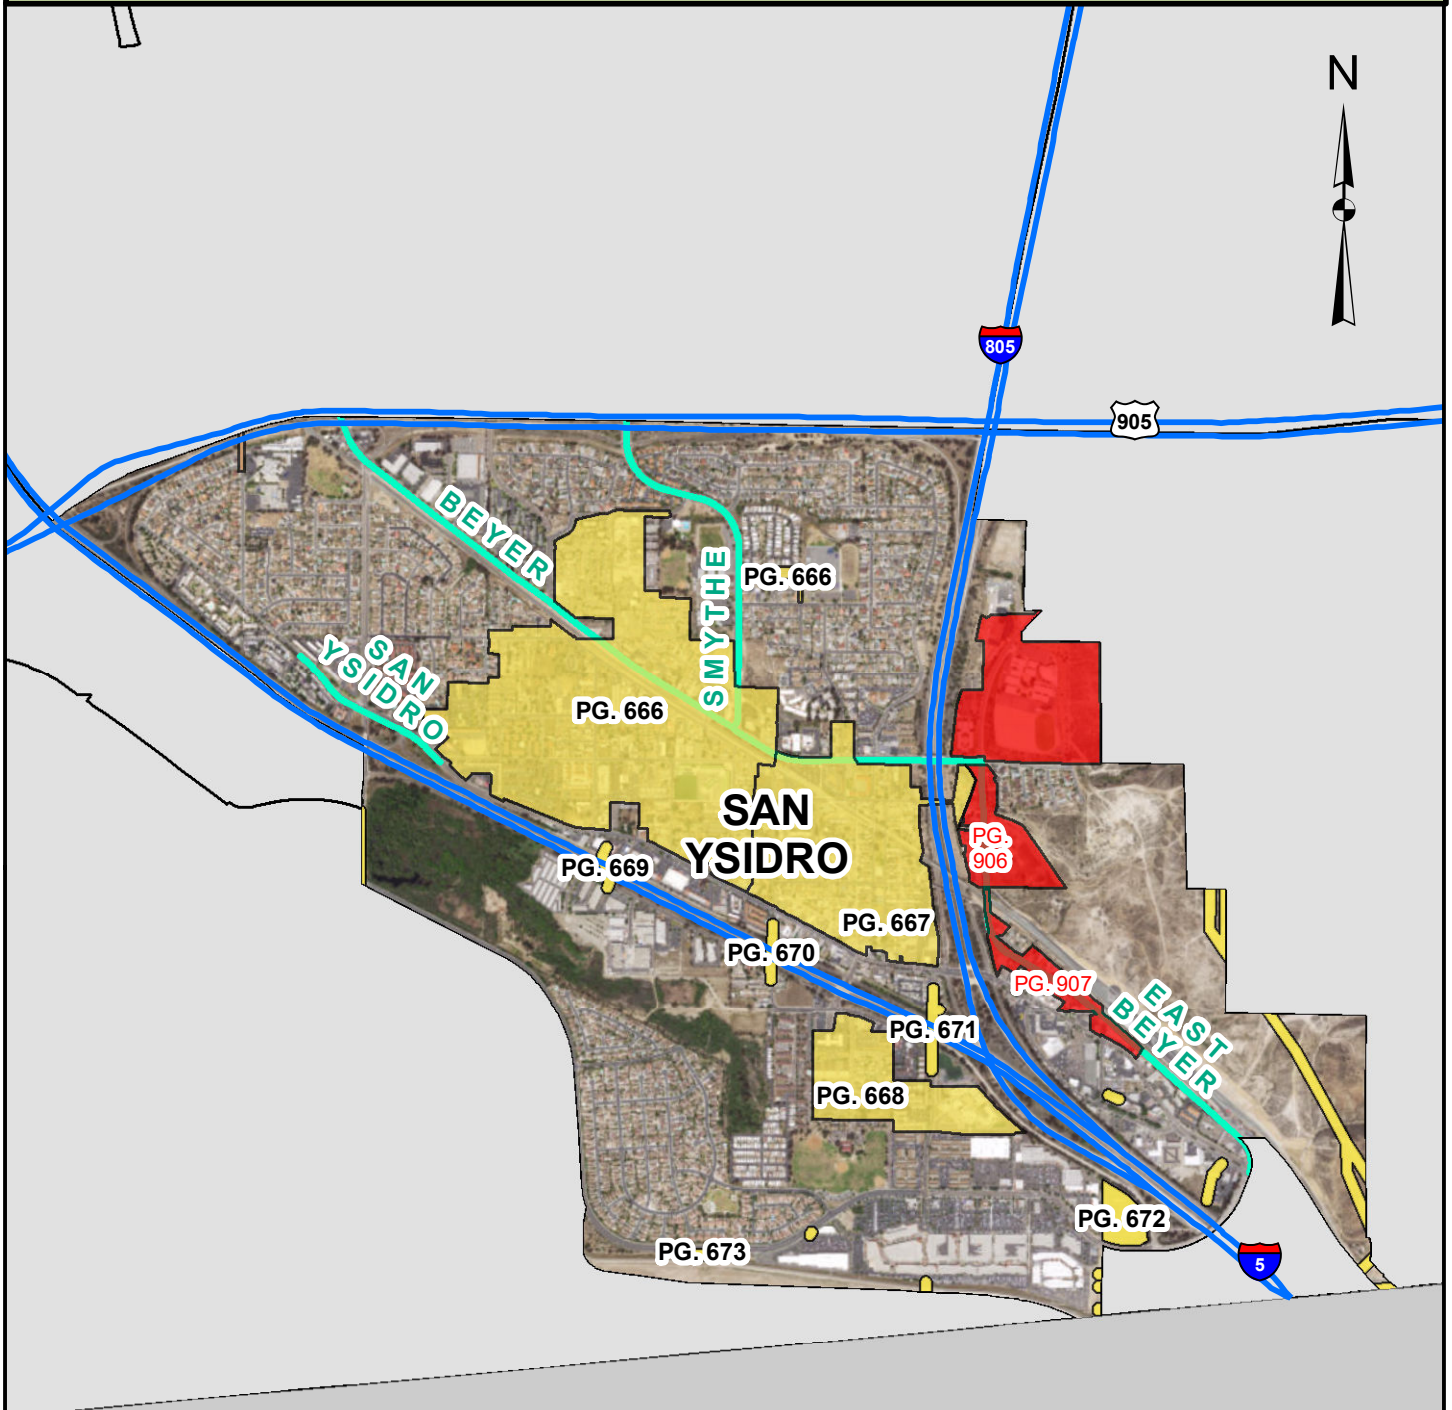 N
805
905
BEYER
SMYTHE
PG. 666
SAN
YSIDRO
PG. 666
SAN
YSIDRO
PG.
906
PG. 669
PG. 667
PG. 670
PG. 907
EAST
BEYER
PG. 671
PG. 668
PG. 672
PG. 673
5